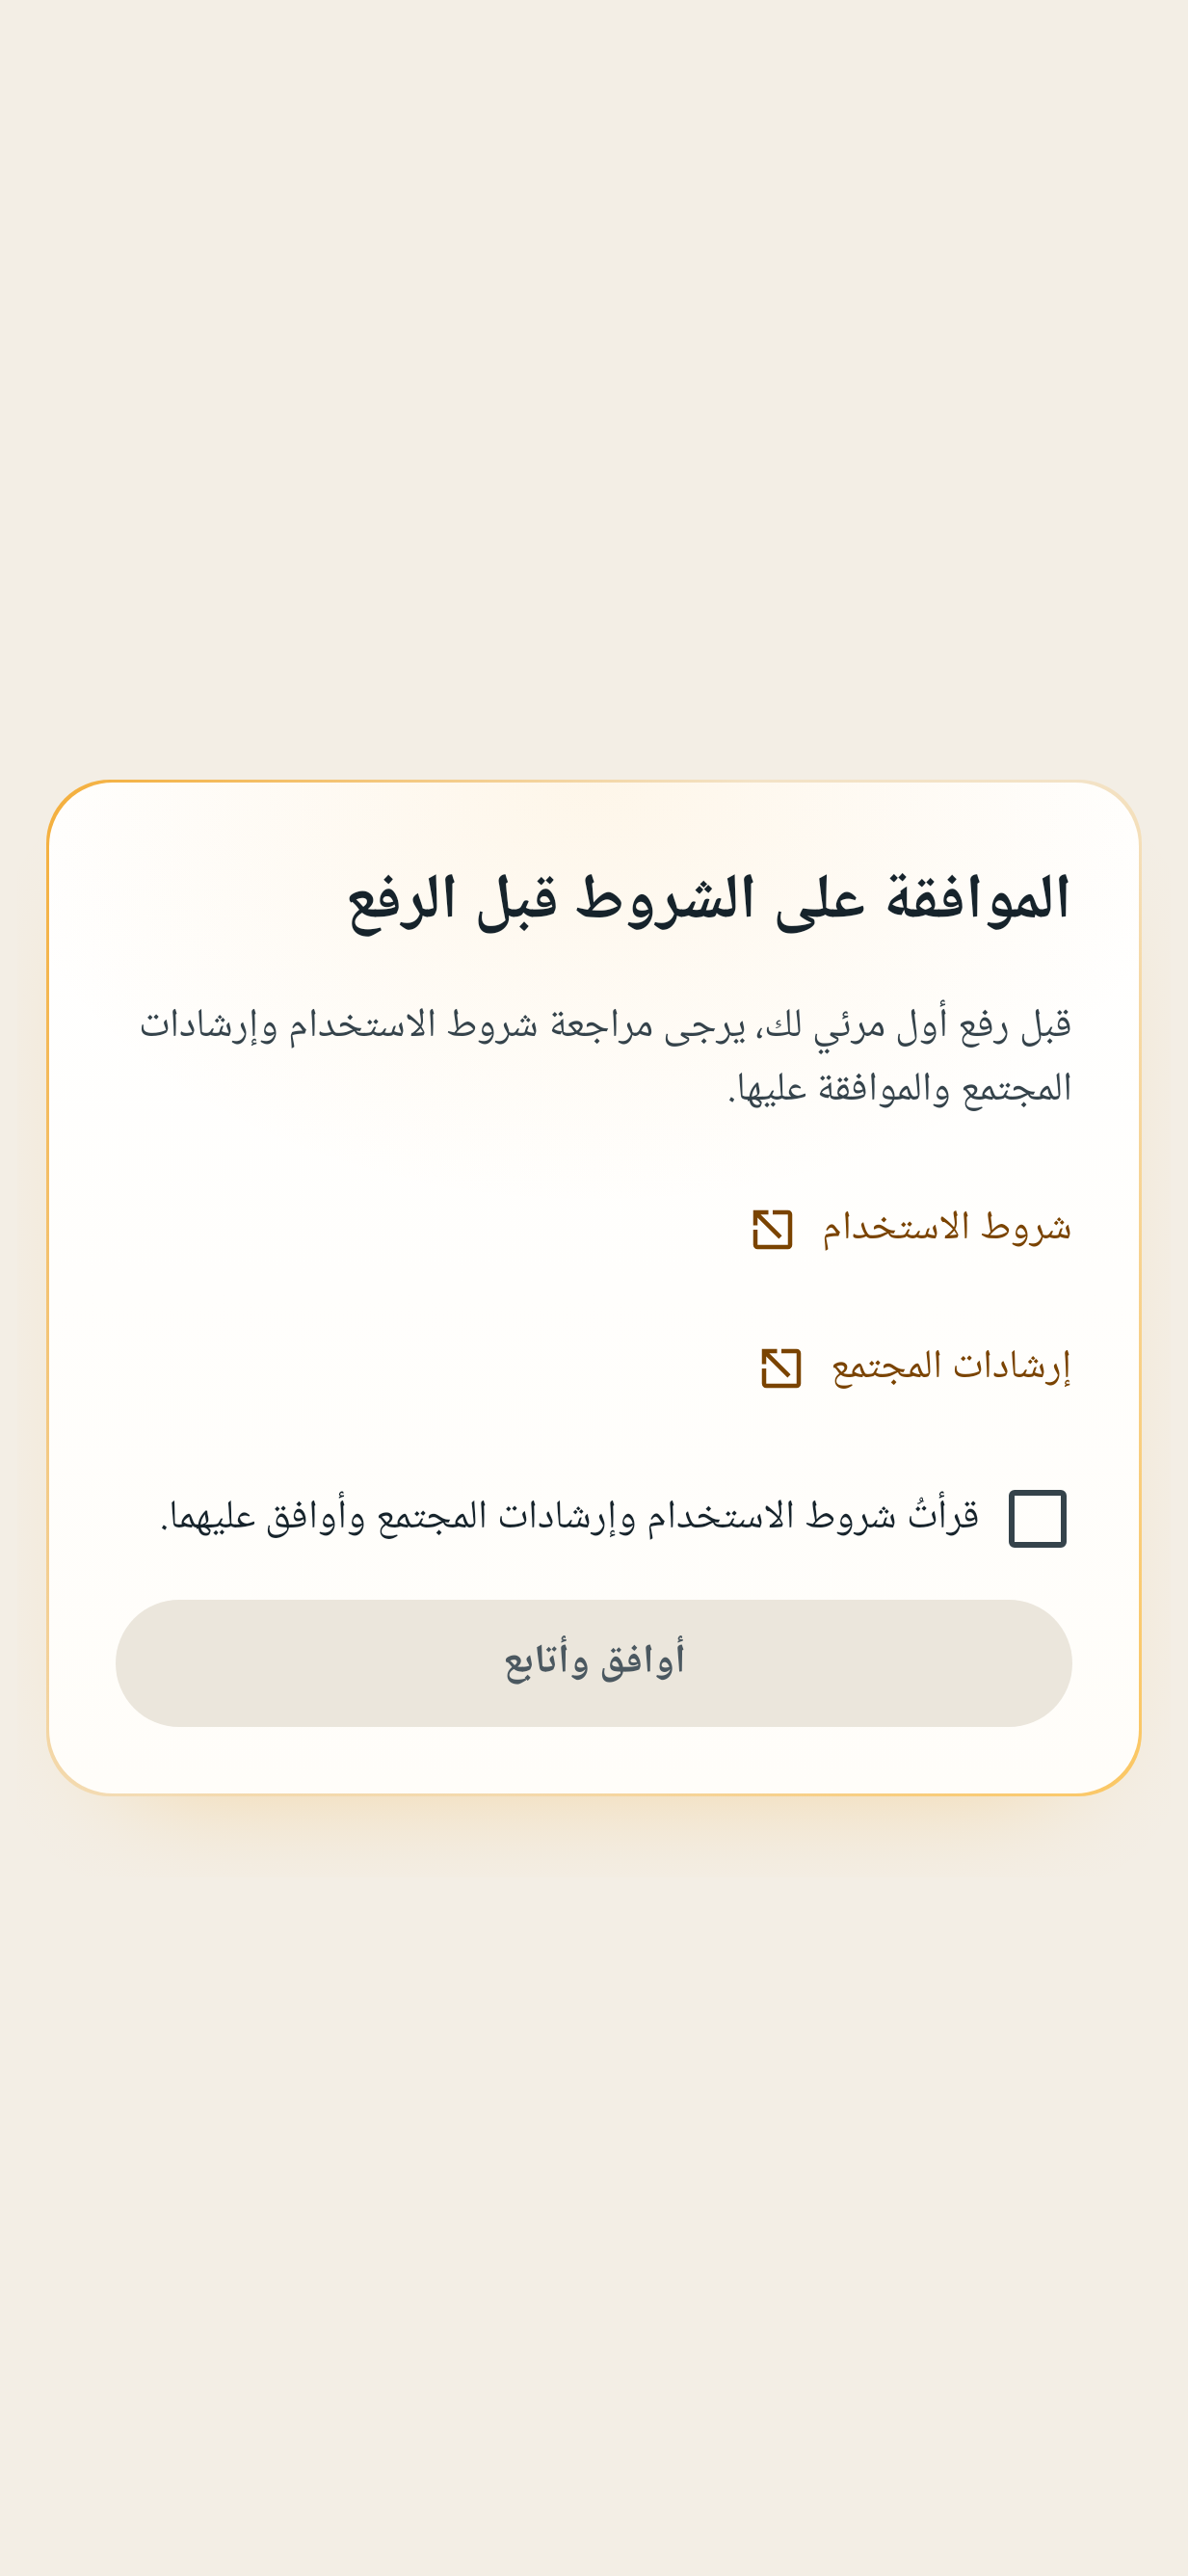 الموافقة على الشروط قبل الرفع
قبل رفع أول مرئي لك، يرجى مراجعة شروط الاستخدام وإرشادات
المجتمع والموافقة عليها.
شروط الاستخدام
إرشادات المجتمع
قرأتُ شروط الاستخدام وإرشادات المجتمع وأوافق عليهما.
أوافق وأتابع